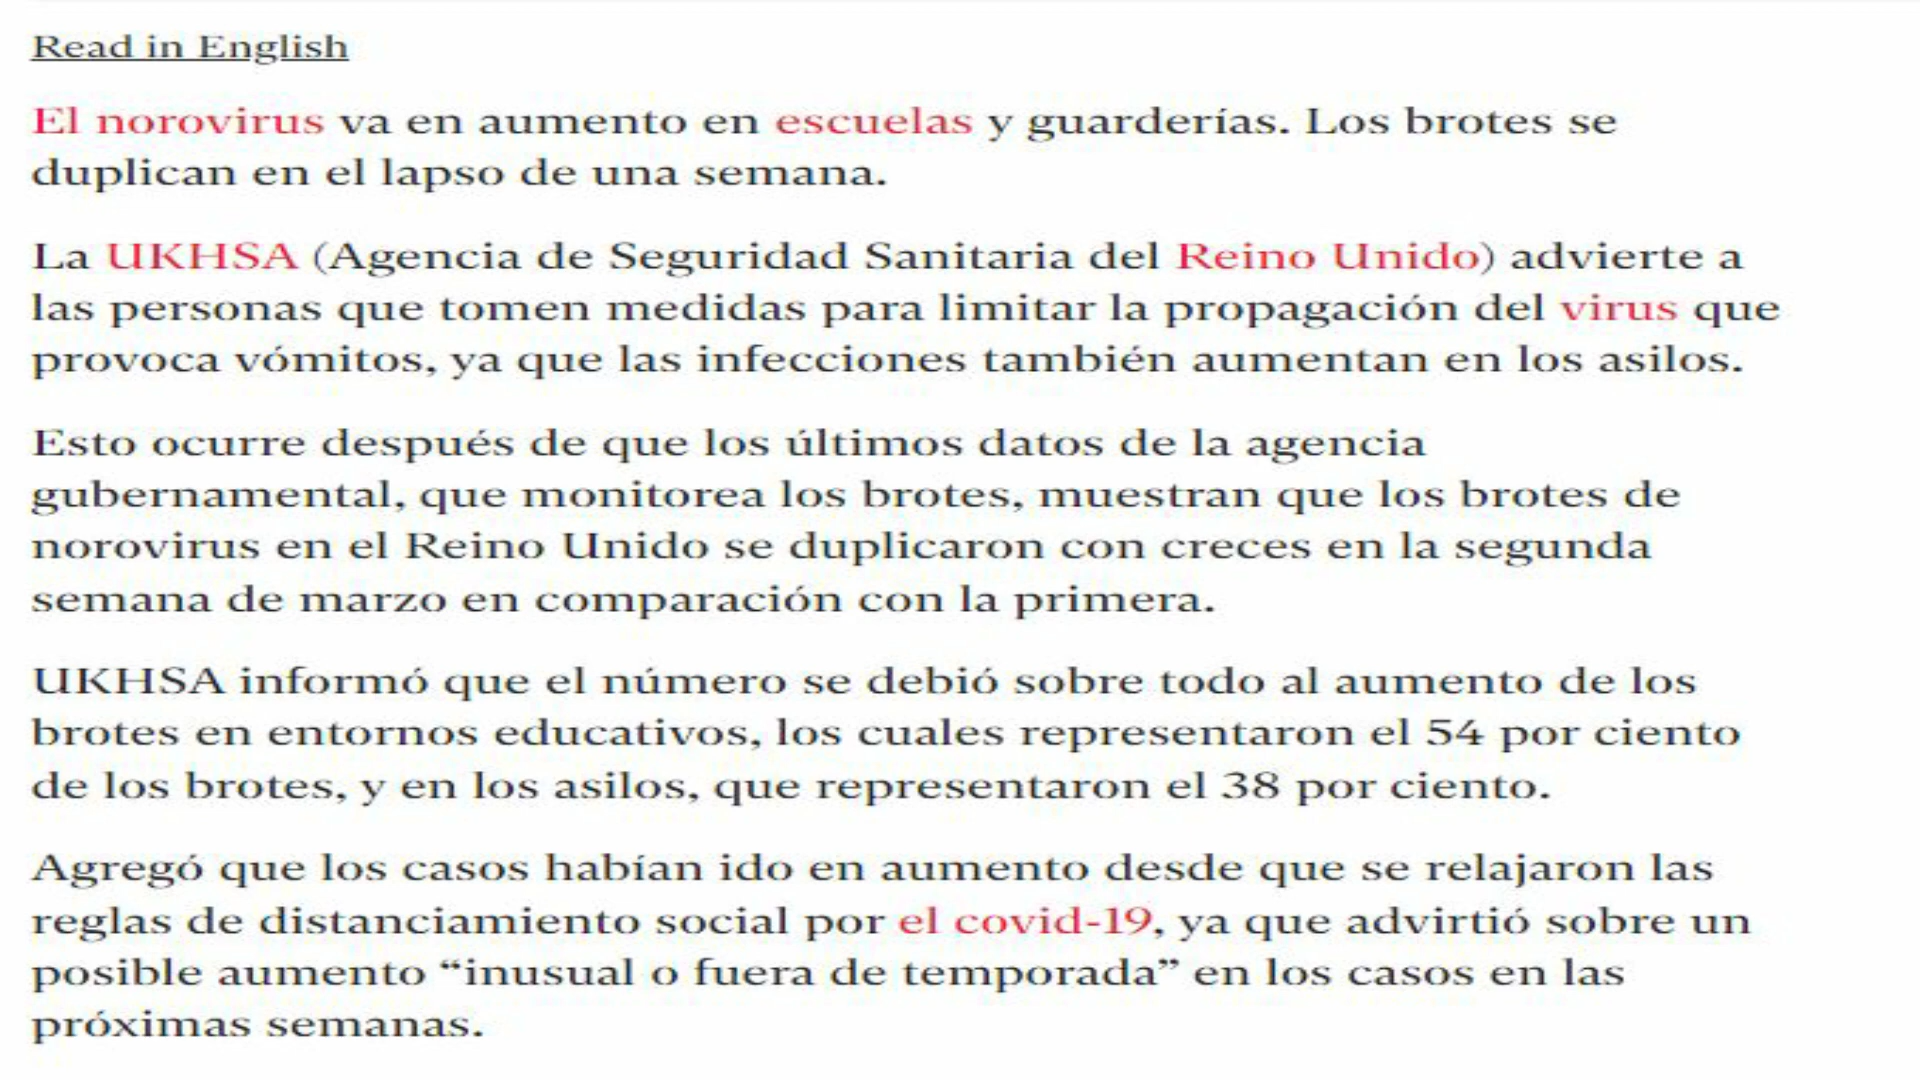 Read in English
El norovirus va en aumento en escuelas y guarderías. Los brotes se
duplican en el lapso de una semana.
La UKHSA (Agencia de Seguridad Sanitaria del Reino Unido) advierte a
las personas que tomen medidas para limitar la propagación del virus que
provoca vómitos, ya que las infecciones también aumentan en los asilos.
Esto ocurre después de que los últimos datos de la agencia
gubernamental, que monitorea los brotes, muestran que los brotes de
norovirus en el Reino Unido se duplicaron con creces en la segunda
semana de marzo en comparación con la primera.
UKHSA informó que el número se debió sobre todo al aumento de los
brotes en entornos educativos, los cuales representaron el 54 por ciento
de los brotes, y en los asilos, que representaron el 38 por ciento.
Agregó que los casos habían ido en aumento desde que se relajaron las
reglas de distanciamiento social por el covid-19, ya que advirtió sobre un
posible aumento “inusual o fuera de temporada” en los casos en las
próximas semanas.